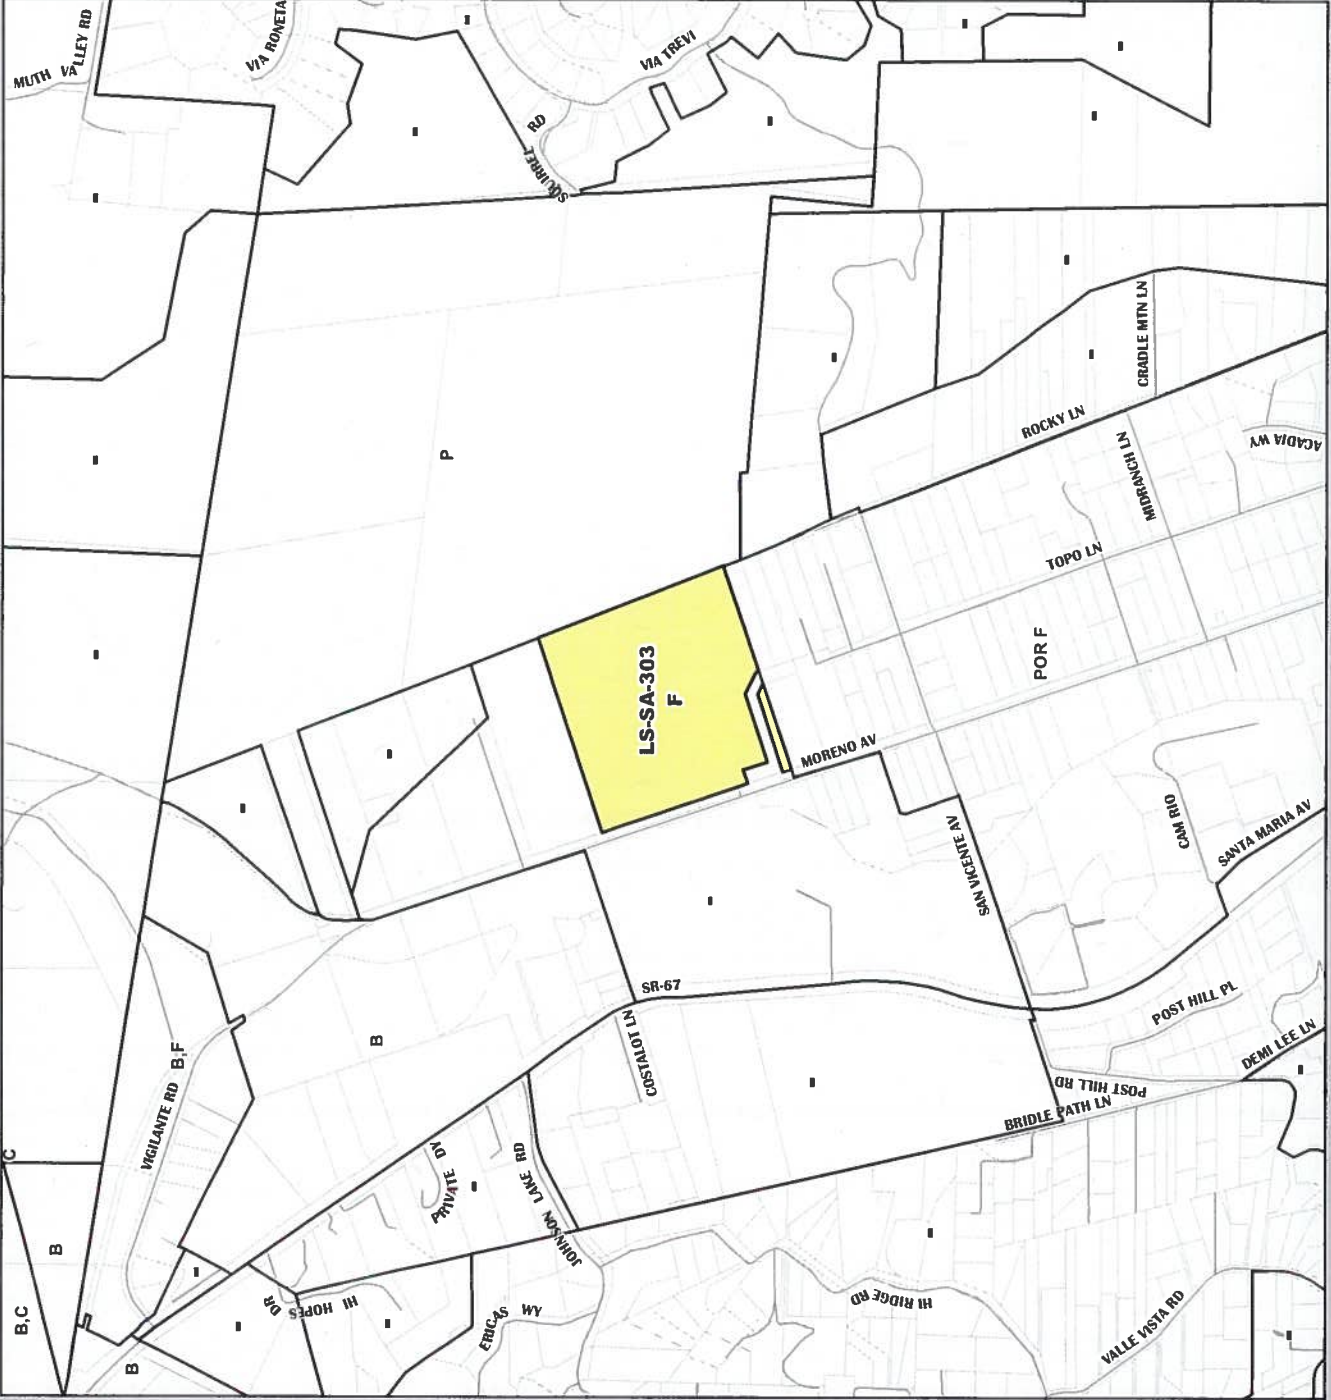 MUTH VALLEY RD
VIA RONETA
VIA TREVI
SQUIRREL RD
P
CRADLE MTN LN
ROCKY LN
ACADIA WY
MIDRANCH LN
TOPO LN
LS-SA-303
F
POR F
MORENO AV
SAN VICENTE AV
CAM RIO
SANTA MARIA AV
SR-67
COSTALOT LN
POST HILL PL
DEMI LEE LN
POST HILL RD
BRIDLE PATH LN
B
B,F
VIGILANTE RD
C
B
B,C
B
PRIVATE DY
JOHNSON LAKE RD
HI HOPES DR
ERICAS WY
HI RIDGE RD
VALLE VISTA RD